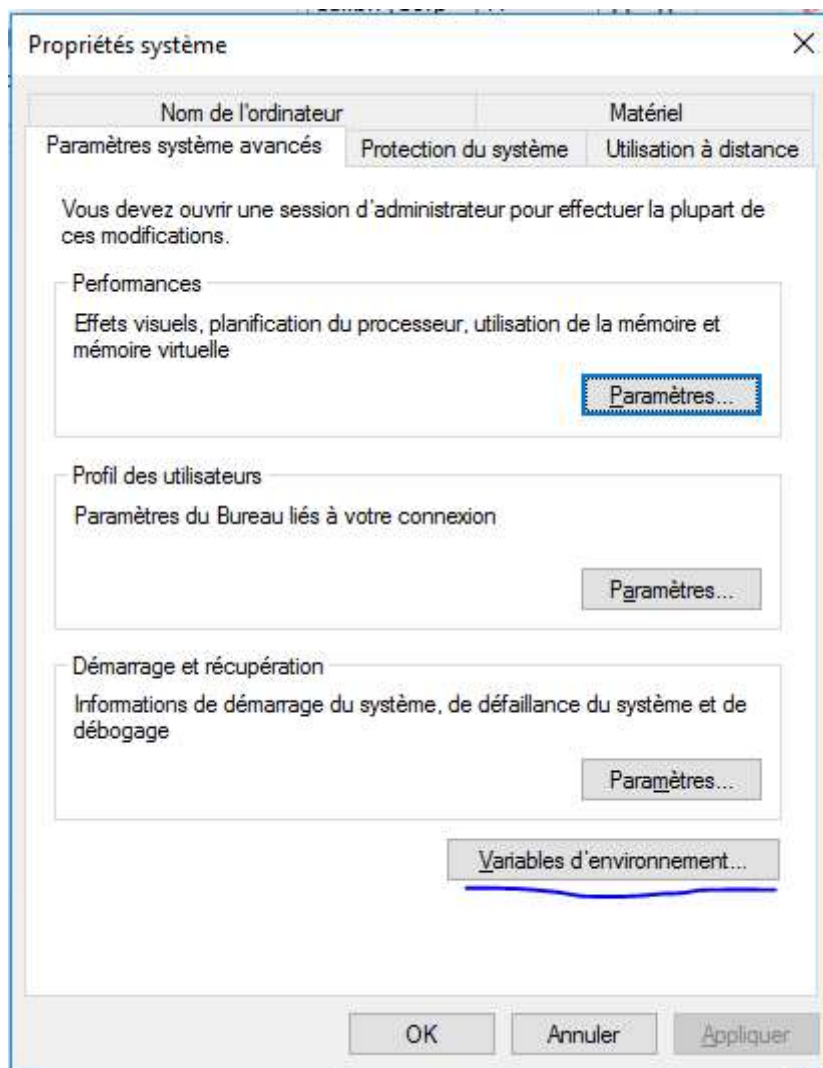 Propriétés système
Nom de l'ordinateur
Matériel
Paramètres système avancés
Protection du système
Utilisation à distance
Vous devez ouvrir une session d'administrateur pour effectuer la plupart de
ces modifications.
Performances
Effets visuels, planification du processeur, utilisation de la mémoire et
mémoire virtuelle
Paramètres...
Profil des utilisateurs
Paramètres du Bureau liés à votre connexion
Paramètres...
Démarrage et récupération
Informations de démarrage du système, de défaillance du système et de
débogage
Paramètres...
Variables d'environnement...
OK
Annuler
Appliquer